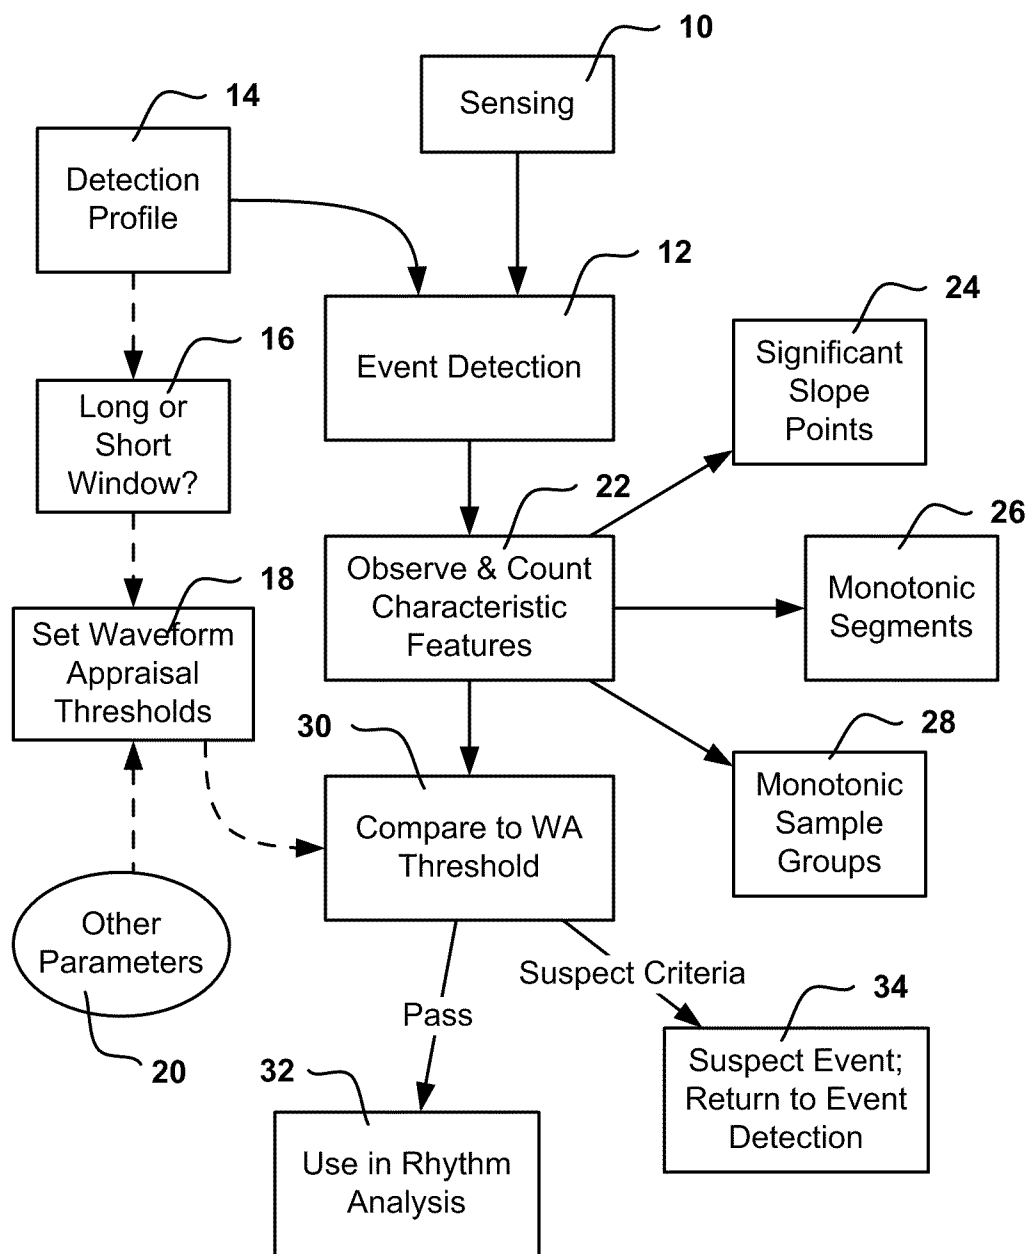 10
Sensing
14
Detection
Profile
12
Event Detection
24
Significant
Slope
Points
16
Long or
Short
Window?
22
Observe & Count
Characteristic
Features
26
Monotonic
Segments
18
Set Waveform
Appraisal
Thresholds
30
Compare to WA
Threshold
28
Monotonic
Sample
Groups
Other
Parameters
20
Pass
Suspect Criteria
34
Suspect Event;
Return to Event
Detection
32
Use in Rhythm
Analysis